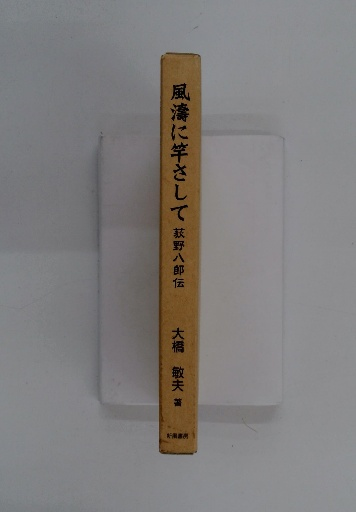 風濤に竿さして
荻野八郎伝
大橋 敏夫 著